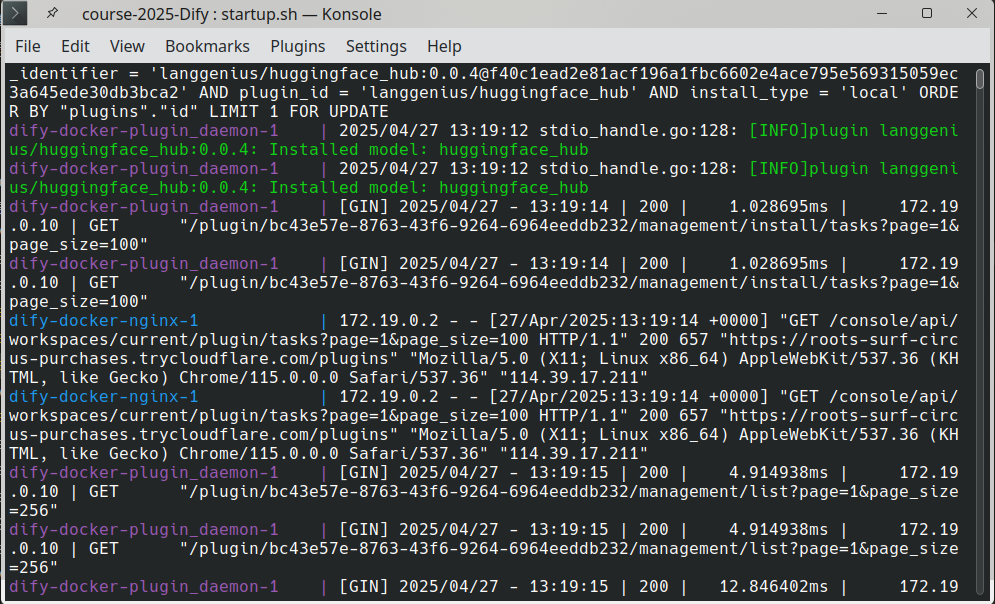 course-2025-Dify : startup.sh — Konsole
File Edit View Bookmarks Plugins Settings Help
_identifier = 'langgenius/huggingface_hub:0.0.4@f40c1ead2e81acf196a1fbc6602e4ace795e569315059ec
3a645ede30db3bca2' AND plugin_id = 'langgenius/huggingface_hub' AND install_type = 'local' ORDE
R BY "plugins"."id" LIMIT 1 FOR UPDATE
dify-docker-plugin_daemon-1    | 2025/04/27 13:19:12 stdio_handle.go:128: [INFO]plugin langgeni
us/huggingface_hub:0.0.4: Installed model: huggingface_hub
dify-docker-plugin_daemon-1    | 2025/04/27 13:19:12 stdio_handle.go:128: [INFO]plugin langgeni
us/huggingface_hub:0.0.4: Installed model: huggingface_hub
dify-docker-plugin_daemon-1    | [GIN] 2025/04/27 - 13:19:14 | 200 |    1.028695ms |     172.19
.0.10 | GET      "/plugin/bc43e57e-8763-43f6-9264-6964eeddb232/management/install/tasks?page=1&
page_size=100"
dify-docker-plugin_daemon-1    | [GIN] 2025/04/27 - 13:19:14 | 200 |    1.028695ms |     172.19
.0.10 | GET      "/plugin/bc43e57e-8763-43f6-9264-6964eeddb232/management/install/tasks?page=1&
page_size=100"
dify-docker-nginx-1            | 172.19.0.2 - - [27/Apr/2025:13:19:14 +0000] "GET /console/api/
workspaces/current/plugin/tasks?page=1&page_size=100 HTTP/1.1" 200 657 "https://roots-surf-circ
us-purchases.trycloudflare.com/plugins" "Mozilla/5.0 (X11; Linux x86_64) AppleWebKit/537.36 (KH
TML, like Gecko) Chrome/115.0.0.0 Safari/537.36" "114.39.17.211"
dify-docker-nginx-1            | 172.19.0.2 - - [27/Apr/2025:13:19:14 +0000] "GET /console/api/
workspaces/current/plugin/tasks?page=1&page_size=100 HTTP/1.1" 200 657 "https://roots-surf-circ
us-purchases.trycloudflare.com/plugins" "Mozilla/5.0 (X11; Linux x86_64) AppleWebKit/537.36 (KH
TML, like Gecko) Chrome/115.0.0.0 Safari/537.36" "114.39.17.211"
dify-docker-plugin_daemon-1    | [GIN] 2025/04/27 - 13:19:15 | 200 |    4.914938ms |     172.19
.0.10 | GET      "/plugin/bc43e57e-8763-43f6-9264-6964eeddb232/management/list?page=1&page_size
=256"
dify-docker-plugin_daemon-1    | [GIN] 2025/04/27 - 13:19:15 | 200 |    4.914938ms |     172.19
.0.10 | GET      "/plugin/bc43e57e-8763-43f6-9264-6964eeddb232/management/list?page=1&page_size
=256"
dify-docker-plugin_daemon-1    | [GIN] 2025/04/27 - 13:19:15 | 200 |   12.846402ms |     172.19